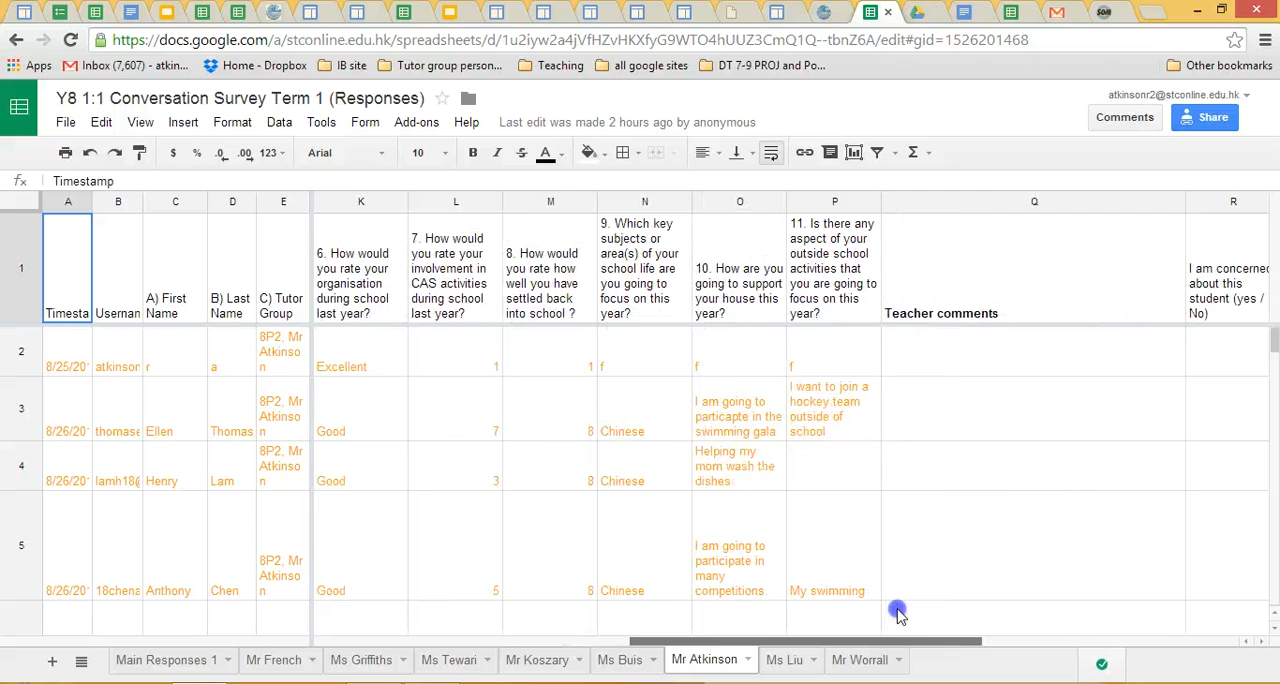 https://docs.google.com/a/stconline.edu.hk/spreadsheets/d/1u2iyw2a4jVfHZvHKXfyG9WTO4hUUZ3CmQ1Q--tbnZ6A/edit#gid=1526201468
Apps Inbox (7,607) - atkin... Home - Dropbox IB site Tutor group person... Teaching all google sites DT 7-9 PROJ and Po... Other bookmarks
Y8 1:1 Conversation Survey Term 1 (Responses)
atkinsonr2@stconline.edu.hk
Comments Share
File Edit View Insert Format Data Tools Form Add-ons Help Last edit was made 2 hours ago by anonymous
$ % .0 .00 123 Arial 10 B I S A Σ
fx Timestamp
A B C D E K L M N O P Q R
1
Timesta
Usernan
A) First
Name
B) Last
Name
C) Tutor
Group
6. How would
you rate your
organisation
during school
last year?
7. How would
you rate your
involvement in
CAS activities
during school
last year?
8. How would
you rate how
well you have
settled back
into school ?
9. Which key
subjects or
area(s) of your
school life are
you going to
focus on this
year?
10. How are you
going to support
your house this
year?
11. Is there any
aspect of your
outside school
activities that
you are going to
focus on this
year?
Teacher comments
I am concerned
about this
student (yes /
No)
2
8/25/20
atkinson
r
a
8P2, Mr
Atkinso
n
Excellent
1
1
f
f
f
3
8/26/20
thomase
Ellen
Thomas
8P2, Mr
Atkinso
n
Good
7
8
Chinese
I am going to
particapte in the
swimming gala
I want to join a
hockey team
outside of
school
4
8/26/20
lamh18@
Henry
Lam
8P2, Mr
Atkinso
n
Good
3
8
Chinese
Helping my
mom wash the
dishes
5
8/26/20
18chena
Anthony
Chen
8P2, Mr
Atkinso
n
Good
5
8
Chinese
I am going to
participate in
many
competitions.
My swimming
Main Responses 1 Mr French Ms Griffiths Ms Tewari Mr Koszary Ms Buis Mr Atkinson Ms Liu Mr Worrall